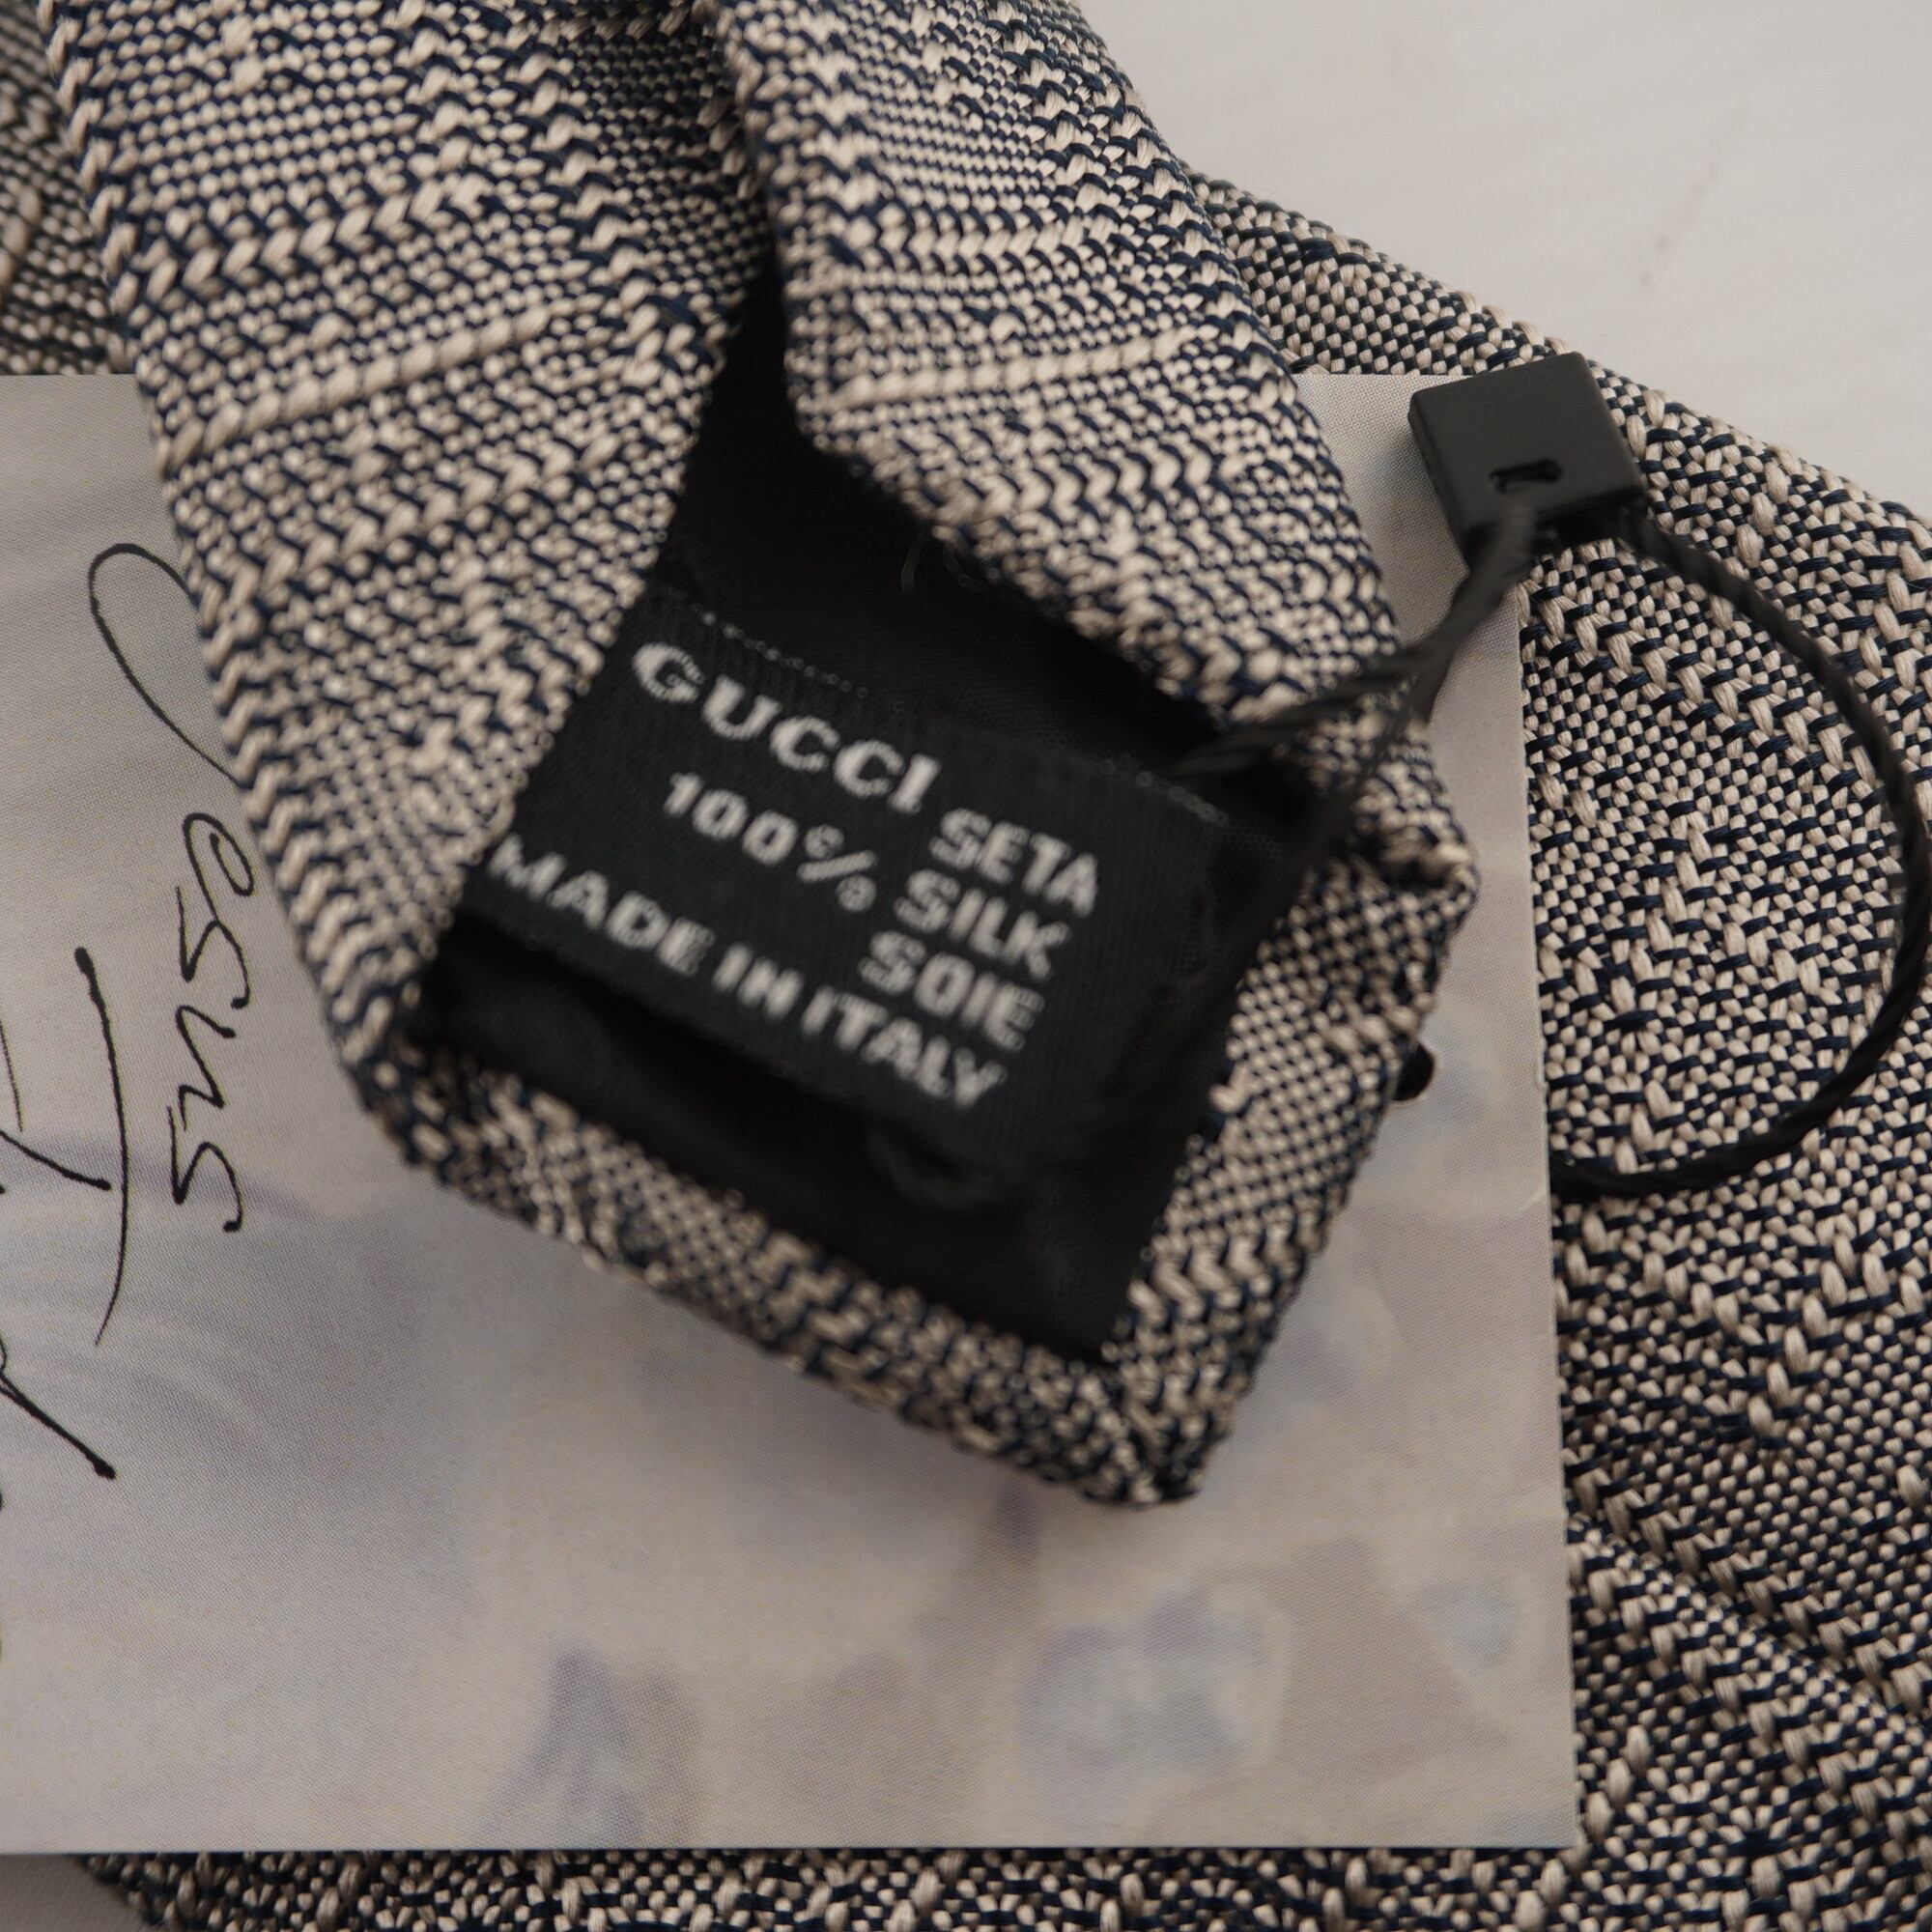 GUCCI
100% SETA
SILK
SOIE
MADE IN ITALY